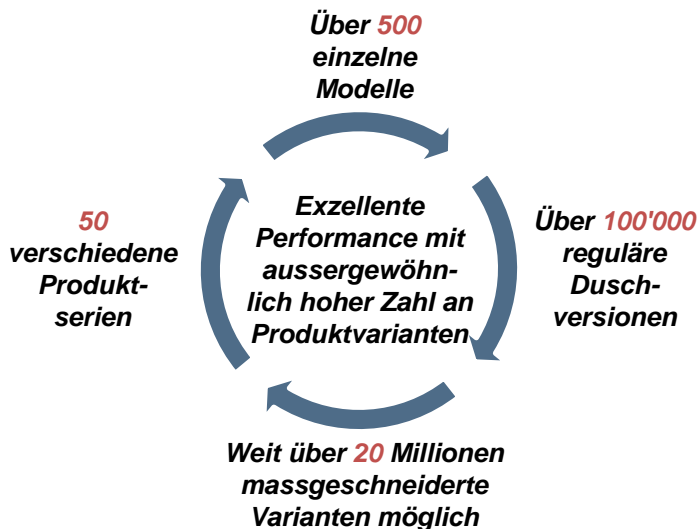 Über 500
einzelne
Modelle
50
verschiedene
Produkt-
serien
Exzellente
Performance mit
aussergewöhn-
lich hoher Zahl an
Produktvarianten
Über 100'000
reguläre
Dusch-
versionen
Weit über 20 Millionen
massgeschneiderte
Varianten möglich